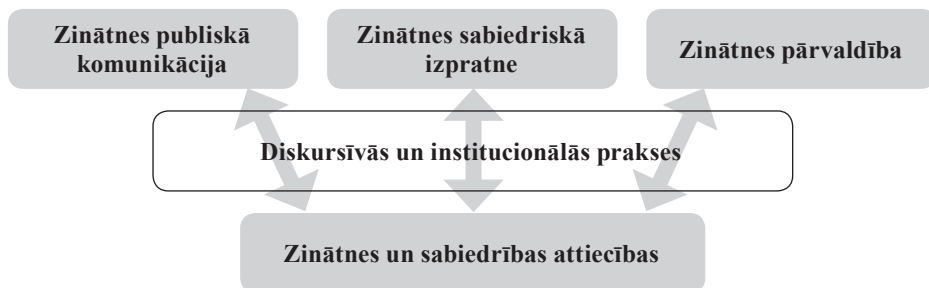 Zinātnes publiskā
komunikācija
Zinātnes sabiedriskā
izpratne
Zinātnes pārvaldība
Diskursīvās un institucionālās prakses
Zinātnes un sabiedrības attiecības